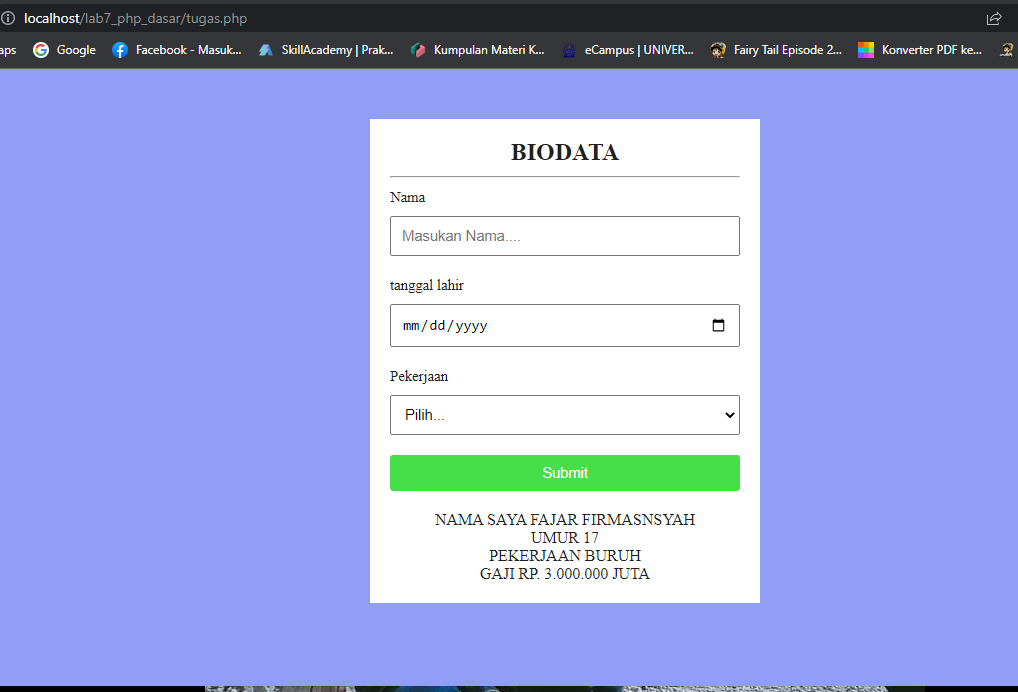 localhost/lab7_php_dasar/tugas.php
aps Google Facebook - Masuk... SkillAcademy | Prak... Kumpulan Materi K... eCampus | UNIVER... Fairy Tail Episode 2... Konverter PDF ke...
BIODATA
Nama
Masukan Nama....
tanggal lahir
mm/dd/yyyy
Pekerjaan
Pilih...
Submit
NAMA SAYA FAJAR FIRMASNSYAH
UMUR 17
PEKERJAAN BURUH
GAJI RP. 3.000.000 JUTA